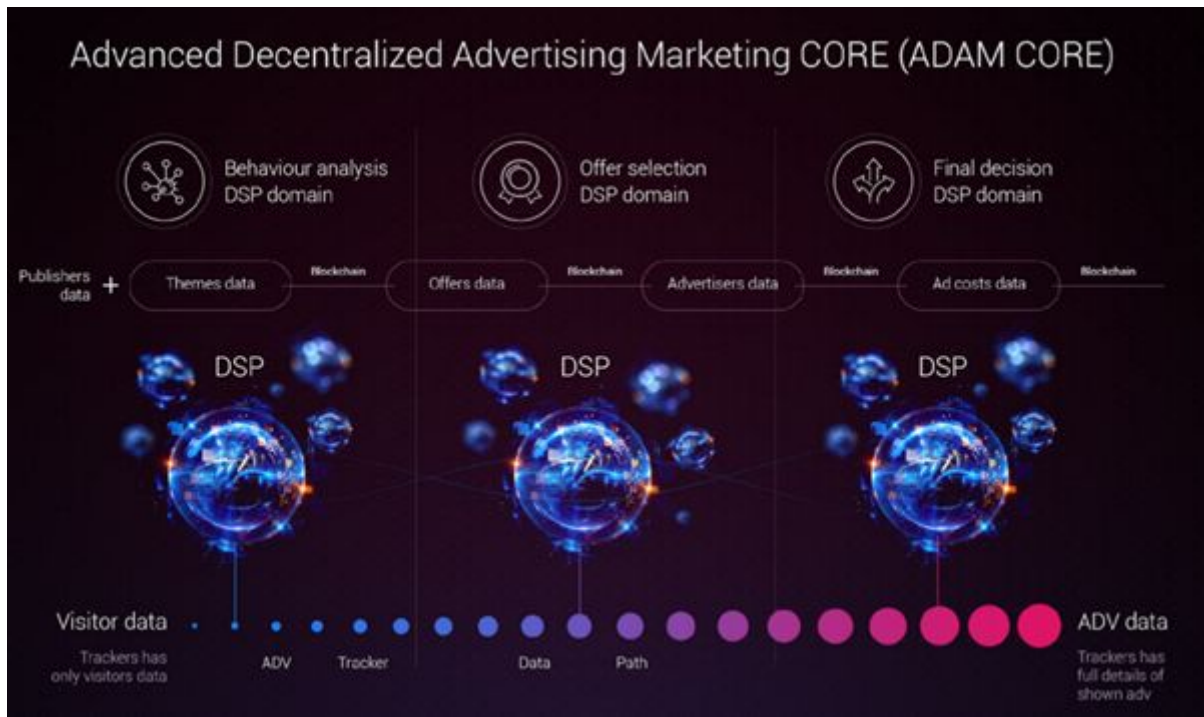 Advanced Decentralized Advertising Marketing CORE (ADAM CORE)
Behaviour analysis
DSP domain
Offer selection
DSP domain
Final decision
DSP domain
Publishers
data
+
Themes data
Blockchain
Offers data
Blockchain
Advertisers data
Blockchain
Ad costs data
Blockchain
DSP
DSP
DSP
Visitor data
Trackers has
only visitors data
ADV
Tracker
Data
Path
ADV data
Trackers has
full details of
shown adv